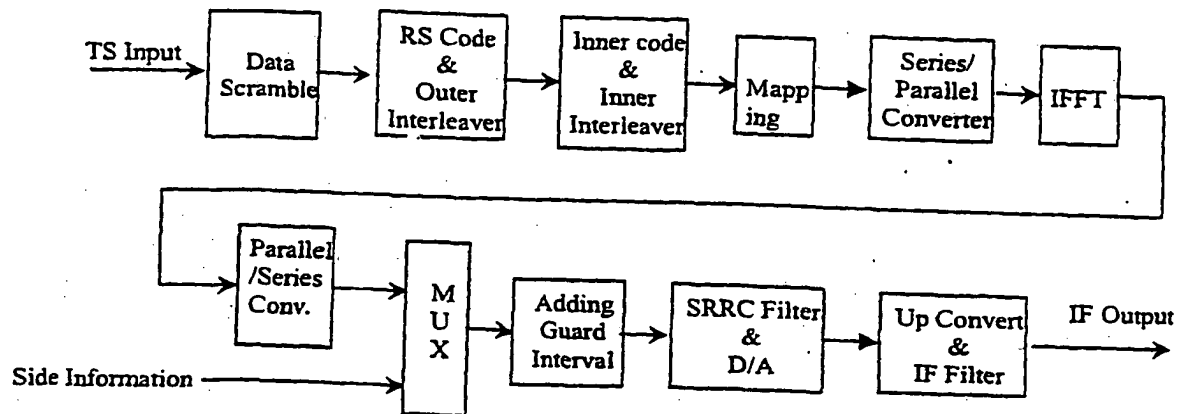 TS Input
Data
Scramble
RS Code
&
Outer
Interleaver
Inner code
&
Inner
Interleaver
Mapp
ing
Series/
Parallel
Converter
IFFT
Parallel
/Series
Conv.
M
U
X
Adding
Guard
Interval
SRRC Filter
&
D/A
Up Convert
&
IF Filter
IF Output
Side Information